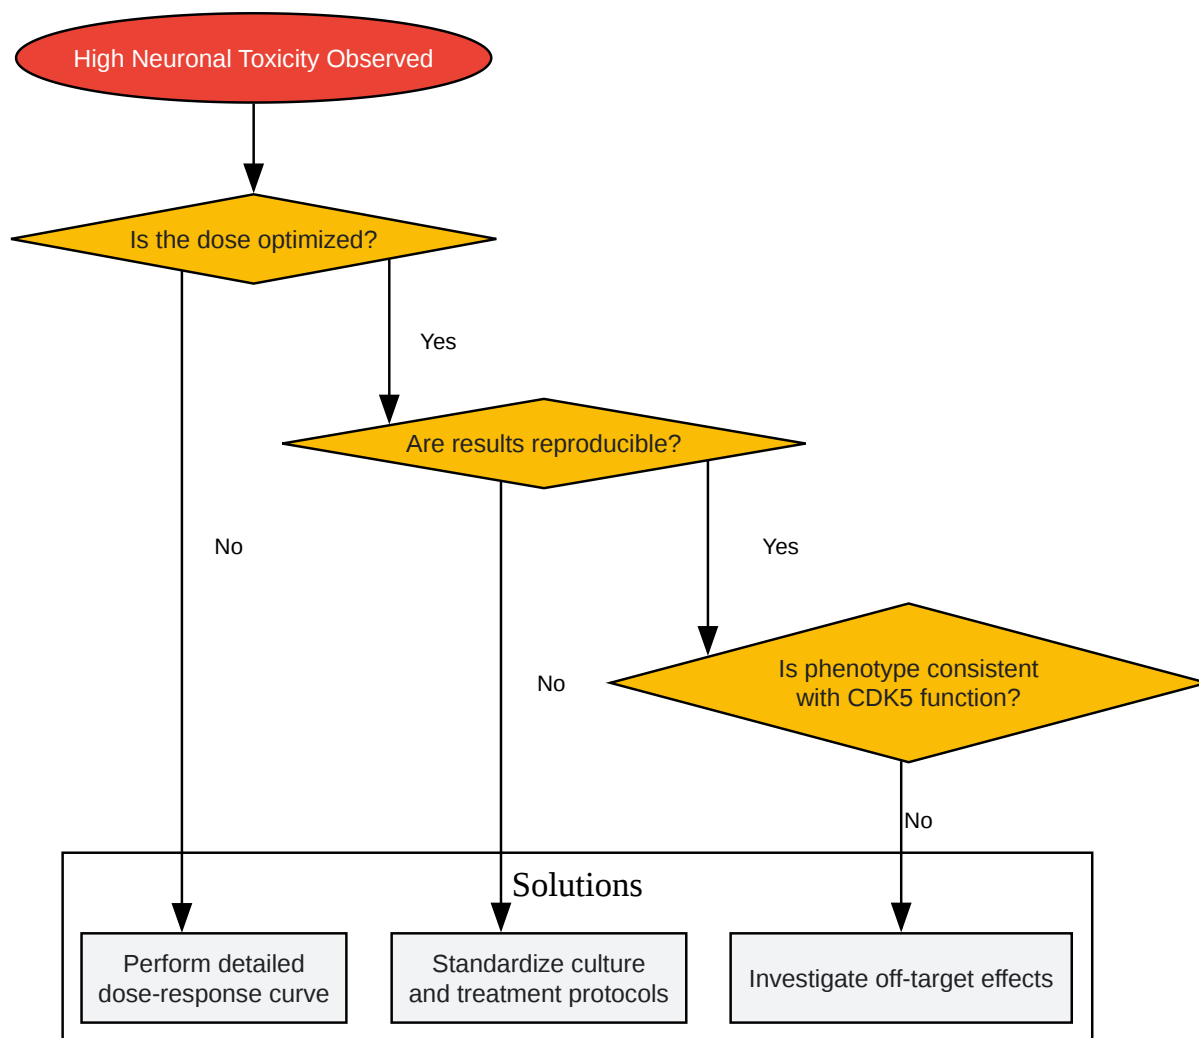 High Neuronal Toxicity Observed
Is the dose optimized?
Yes
Are results reproducible?
No
Yes
Is phenotype consistent
with CDK5 function?
No
No
Solutions
Perform detailed
dose-response curve
Standardize culture
and treatment protocols
Investigate off-target effects